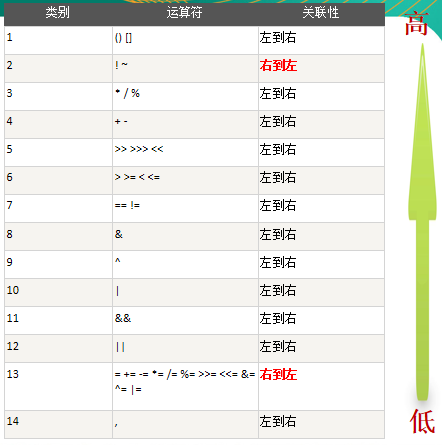 类别 运算符 关联性
高
1 () [] 左到右
2 ! ~ 右到左
3 * / % 左到右
4 + - 左到右
5 >> >>> << 左到右
6 > >= < <= 左到右
7 == != 左到右
8 & 左到右
9 ^ 左到右
10 | 左到右
11 && 左到右
12 || 左到右
13 = += -= *= /= %= >>= <<= &= 右到左
^= |=
14 , 左到右
低